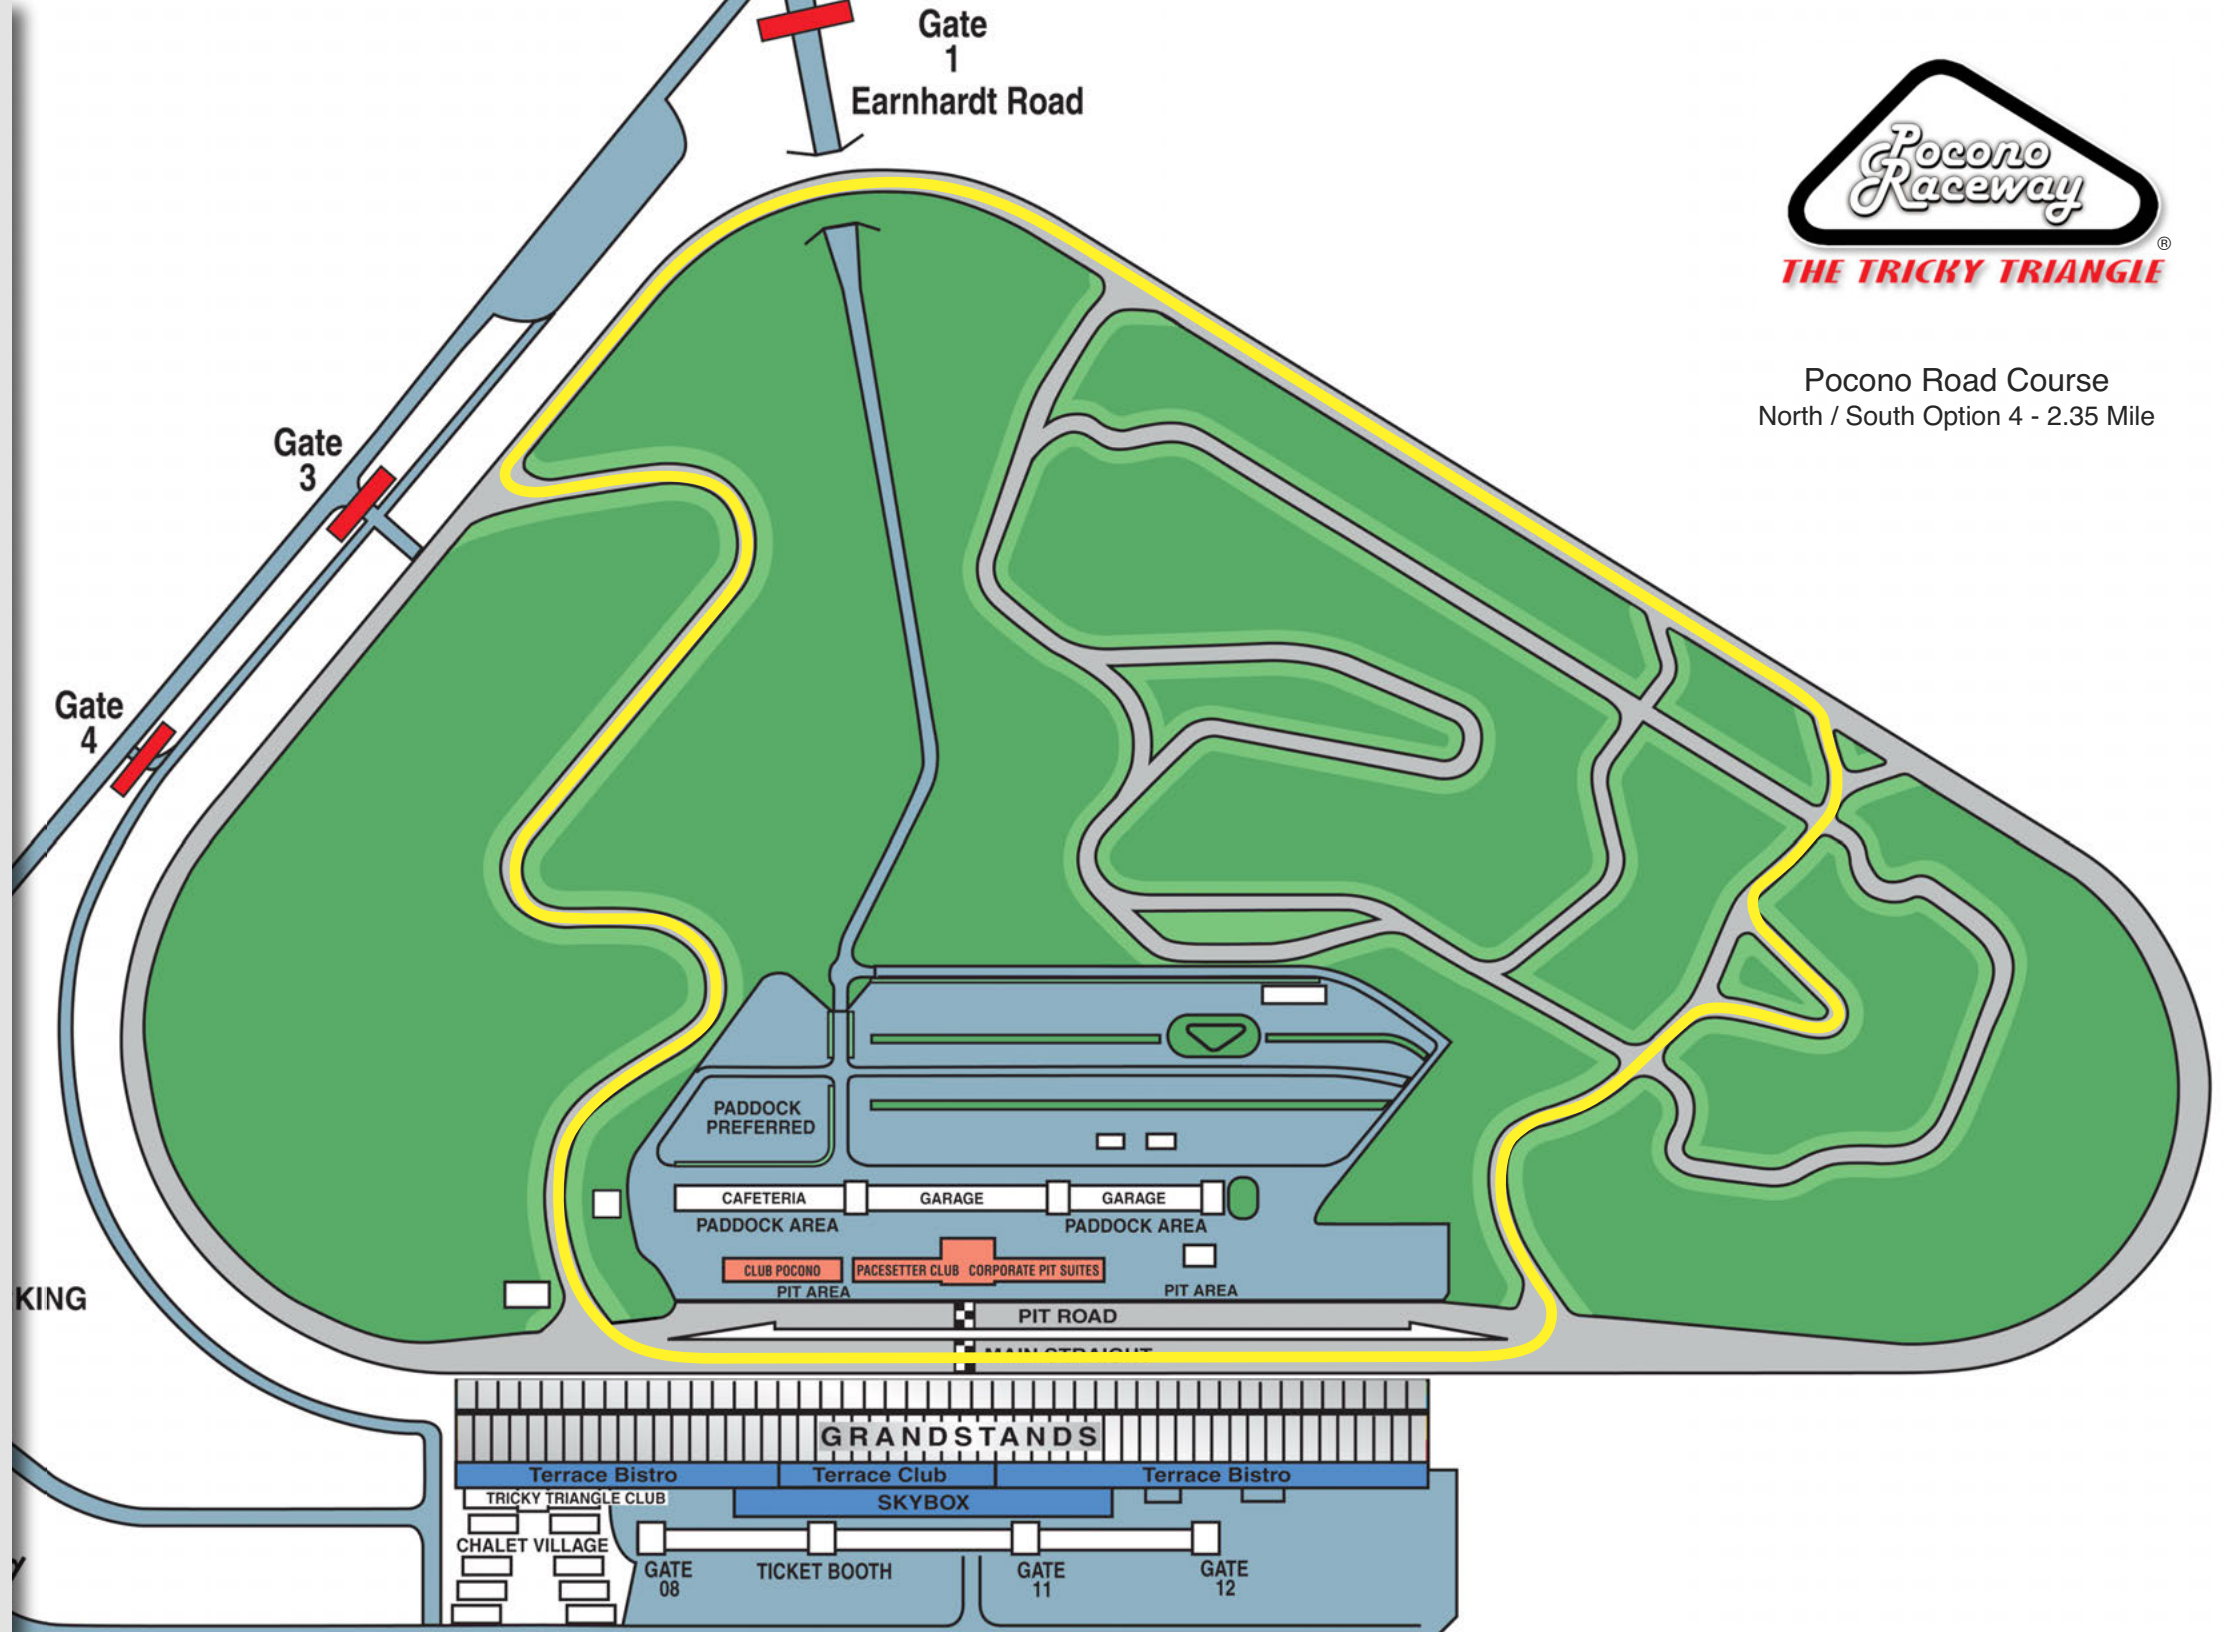 Gate
1
Earnhardt Road
Pocono
Raceway
®
THE TRICKY TRIANGLE
Pocono Road Course
North / South Option 4 - 2.35 Mile
Gate
3
Gate
4
PADDOCK
PREFERRED
CAFETERIA
GARAGE
GARAGE
PADDOCK AREA
PADDOCK AREA
CLUB POCONO
PACESETTER CLUB
CORPORATE PIT SUITES
PIT AREA
PIT AREA
KING
PIT ROAD
MAIN STRAIGHT
GRANDSTANDS
Terrace Bistro
Terrace Club
Terrace Bistro
TRICKY TRIANGLE CLUB
SKYBOX
CHALET VILLAGE
GATE
08
TICKET BOOTH
GATE
11
GATE
12